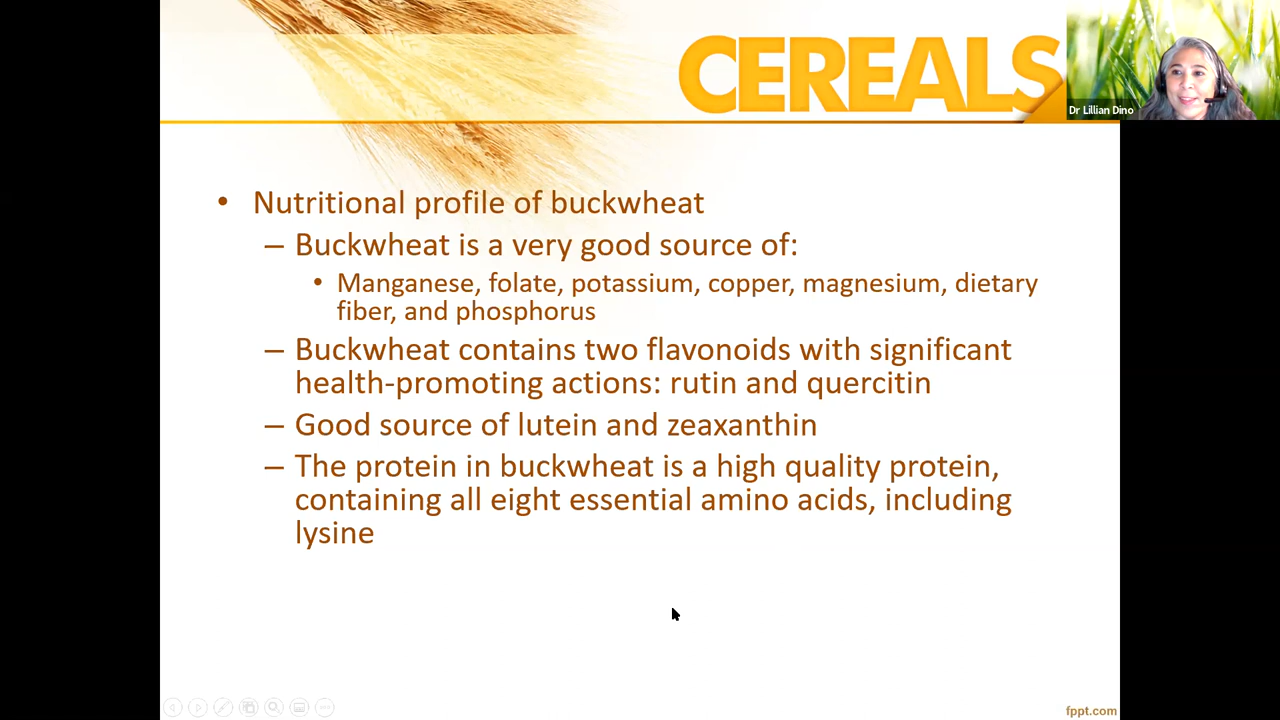 CEREALS
Dr Lillian Dino
• Nutritional profile of buckwheat
– Buckwheat is a very good source of:
• Manganese, folate, potassium, copper, magnesium, dietary
fiber, and phosphorus
– Buckwheat contains two flavonoids with significant
health-promoting actions: rutin and quercitin
– Good source of lutein and zeaxanthin
– The protein in buckwheat is a high quality protein,
containing all eight essential amino acids, including
lysine
fppt.com